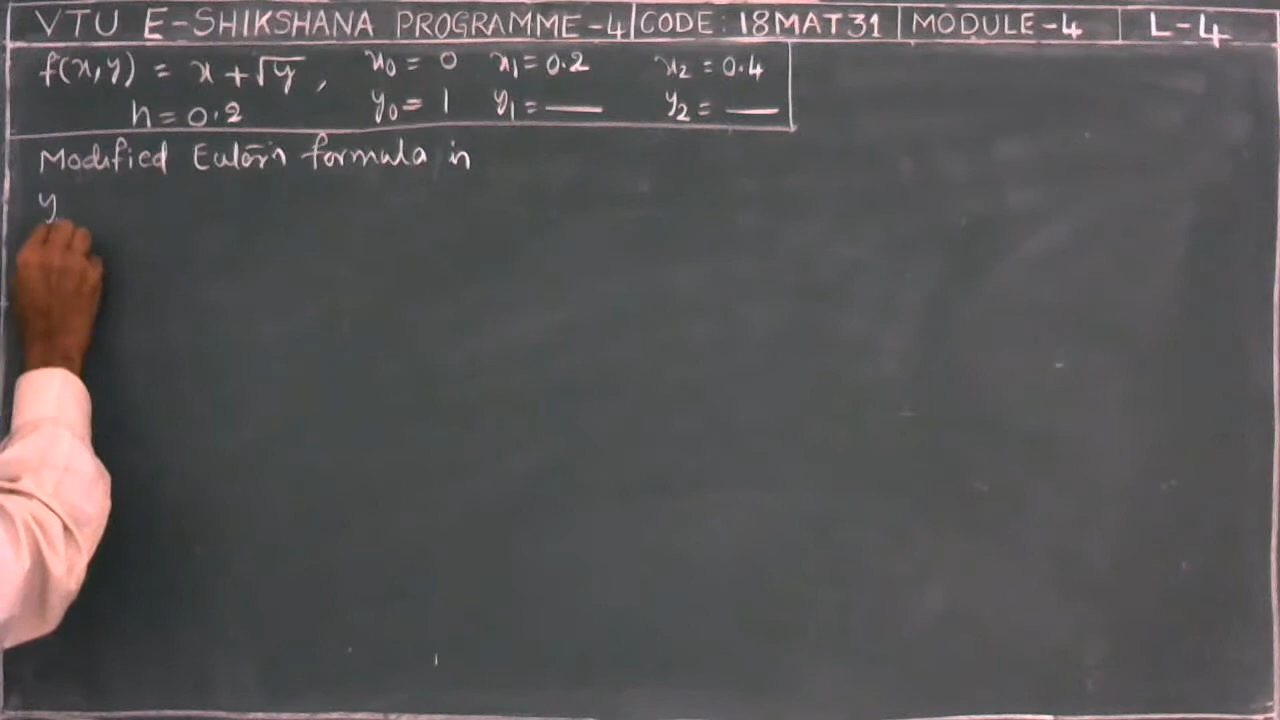 VTU E-SHIKSHANA PROGRAMME-4 CODE: 18MAT31 MODULE-4 L-4
f(x,y) = x + √y , x₀ = 0 x₁ = 0.2 x₂ = 0.4
h = 0.2 y₀ = 1 y₁ = ___ y₂ = ___
Modified Euler's formula is
y